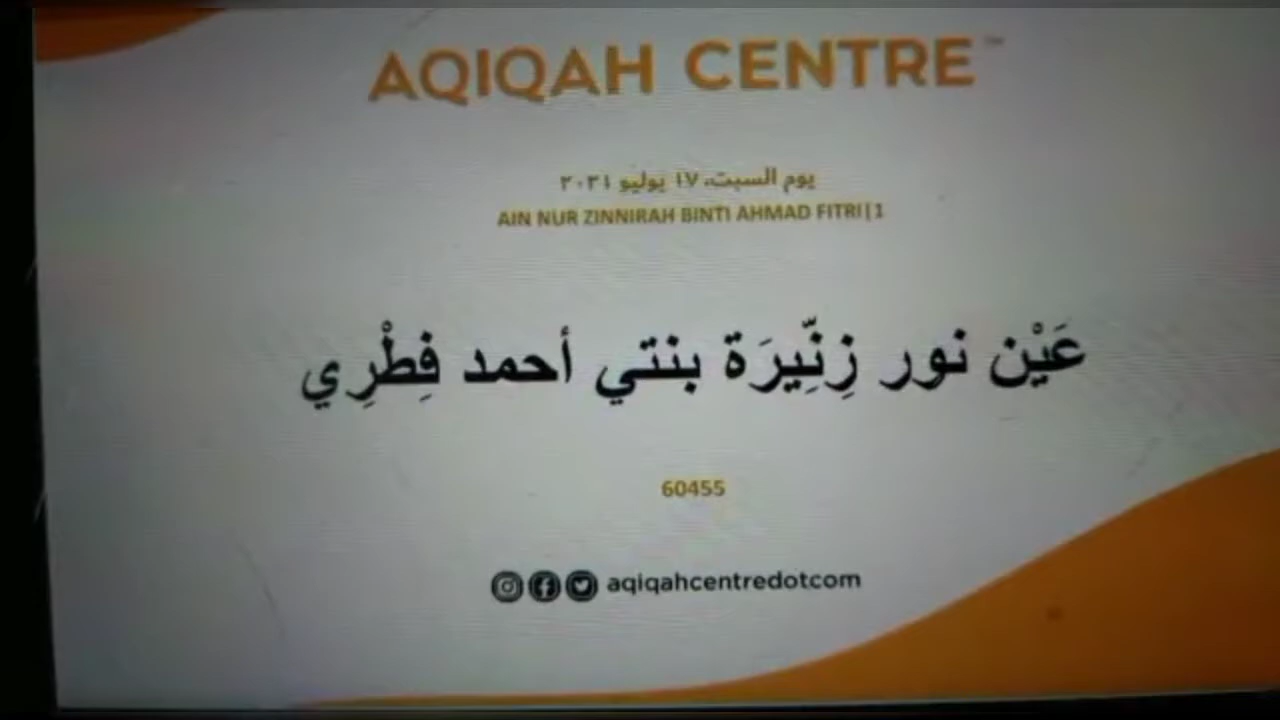 AQIQAH CENTRE™
يوم السبت، ١٧ يوليو ٢٠٢١
AIN NUR ZINNIRAH BINTI AHMAD FITRI|1
عَيْن نور زِنِّيرَة بنتي أحمد فِطْرِي
60455
aqiqahcentredotcom